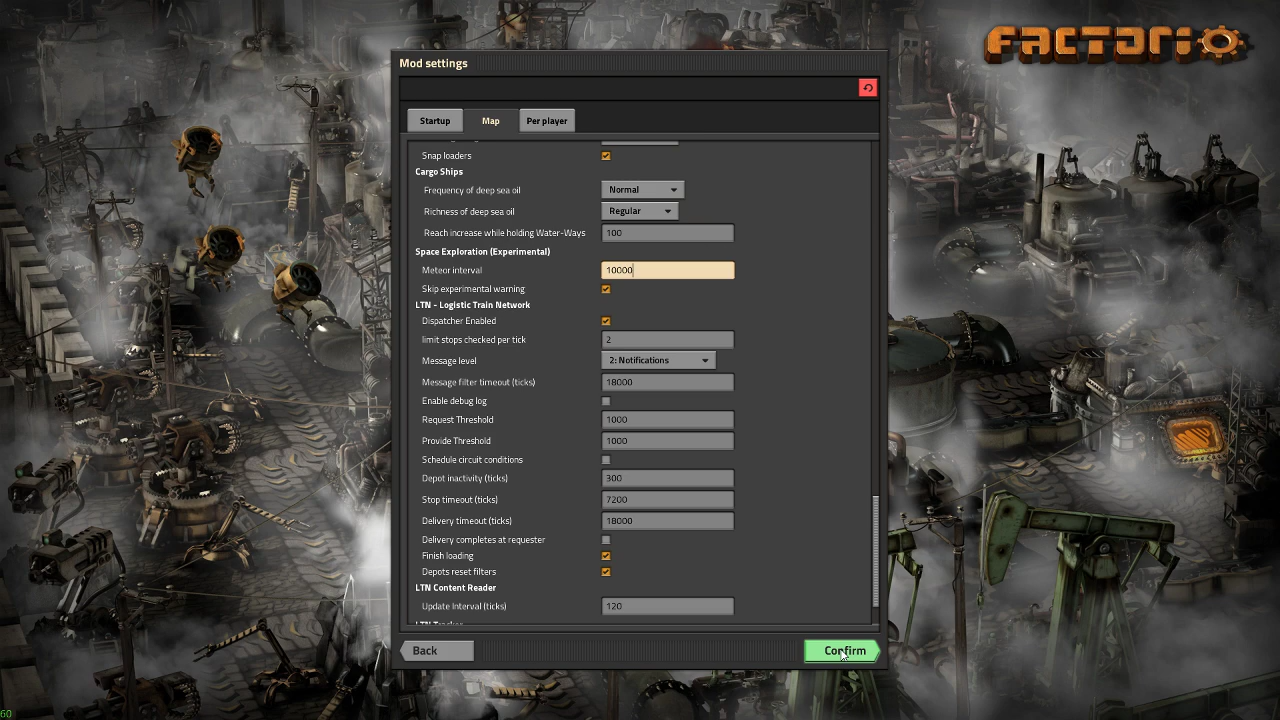 FACTORIO
Mod settings
Startup Map Per player
Snap loaders
Cargo Ships
Frequency of deep sea oil Normal
Richness of deep sea oil Regular
Reach increase while holding Water-Ways 100
Space Exploration (Experimental)
Meteor interval 10000
Skip experimental warning
LTN - Logistic Train Network
Dispatcher Enabled
limit stops checked per tick 2
Message level 2: Notifications
Message filter timeout (ticks) 18000
Enable debug log
Request Threshold 1000
Provide Threshold 1000
Schedule circuit conditions
Depot inactivity (ticks) 300
Stop timeout (ticks) 7200
Delivery timeout (ticks) 18000
Delivery completes at requester
Finish loading
Depots reset filters
LTN Content Reader
Update Interval (ticks) 120
LTN Tracker
Back Confirm
60